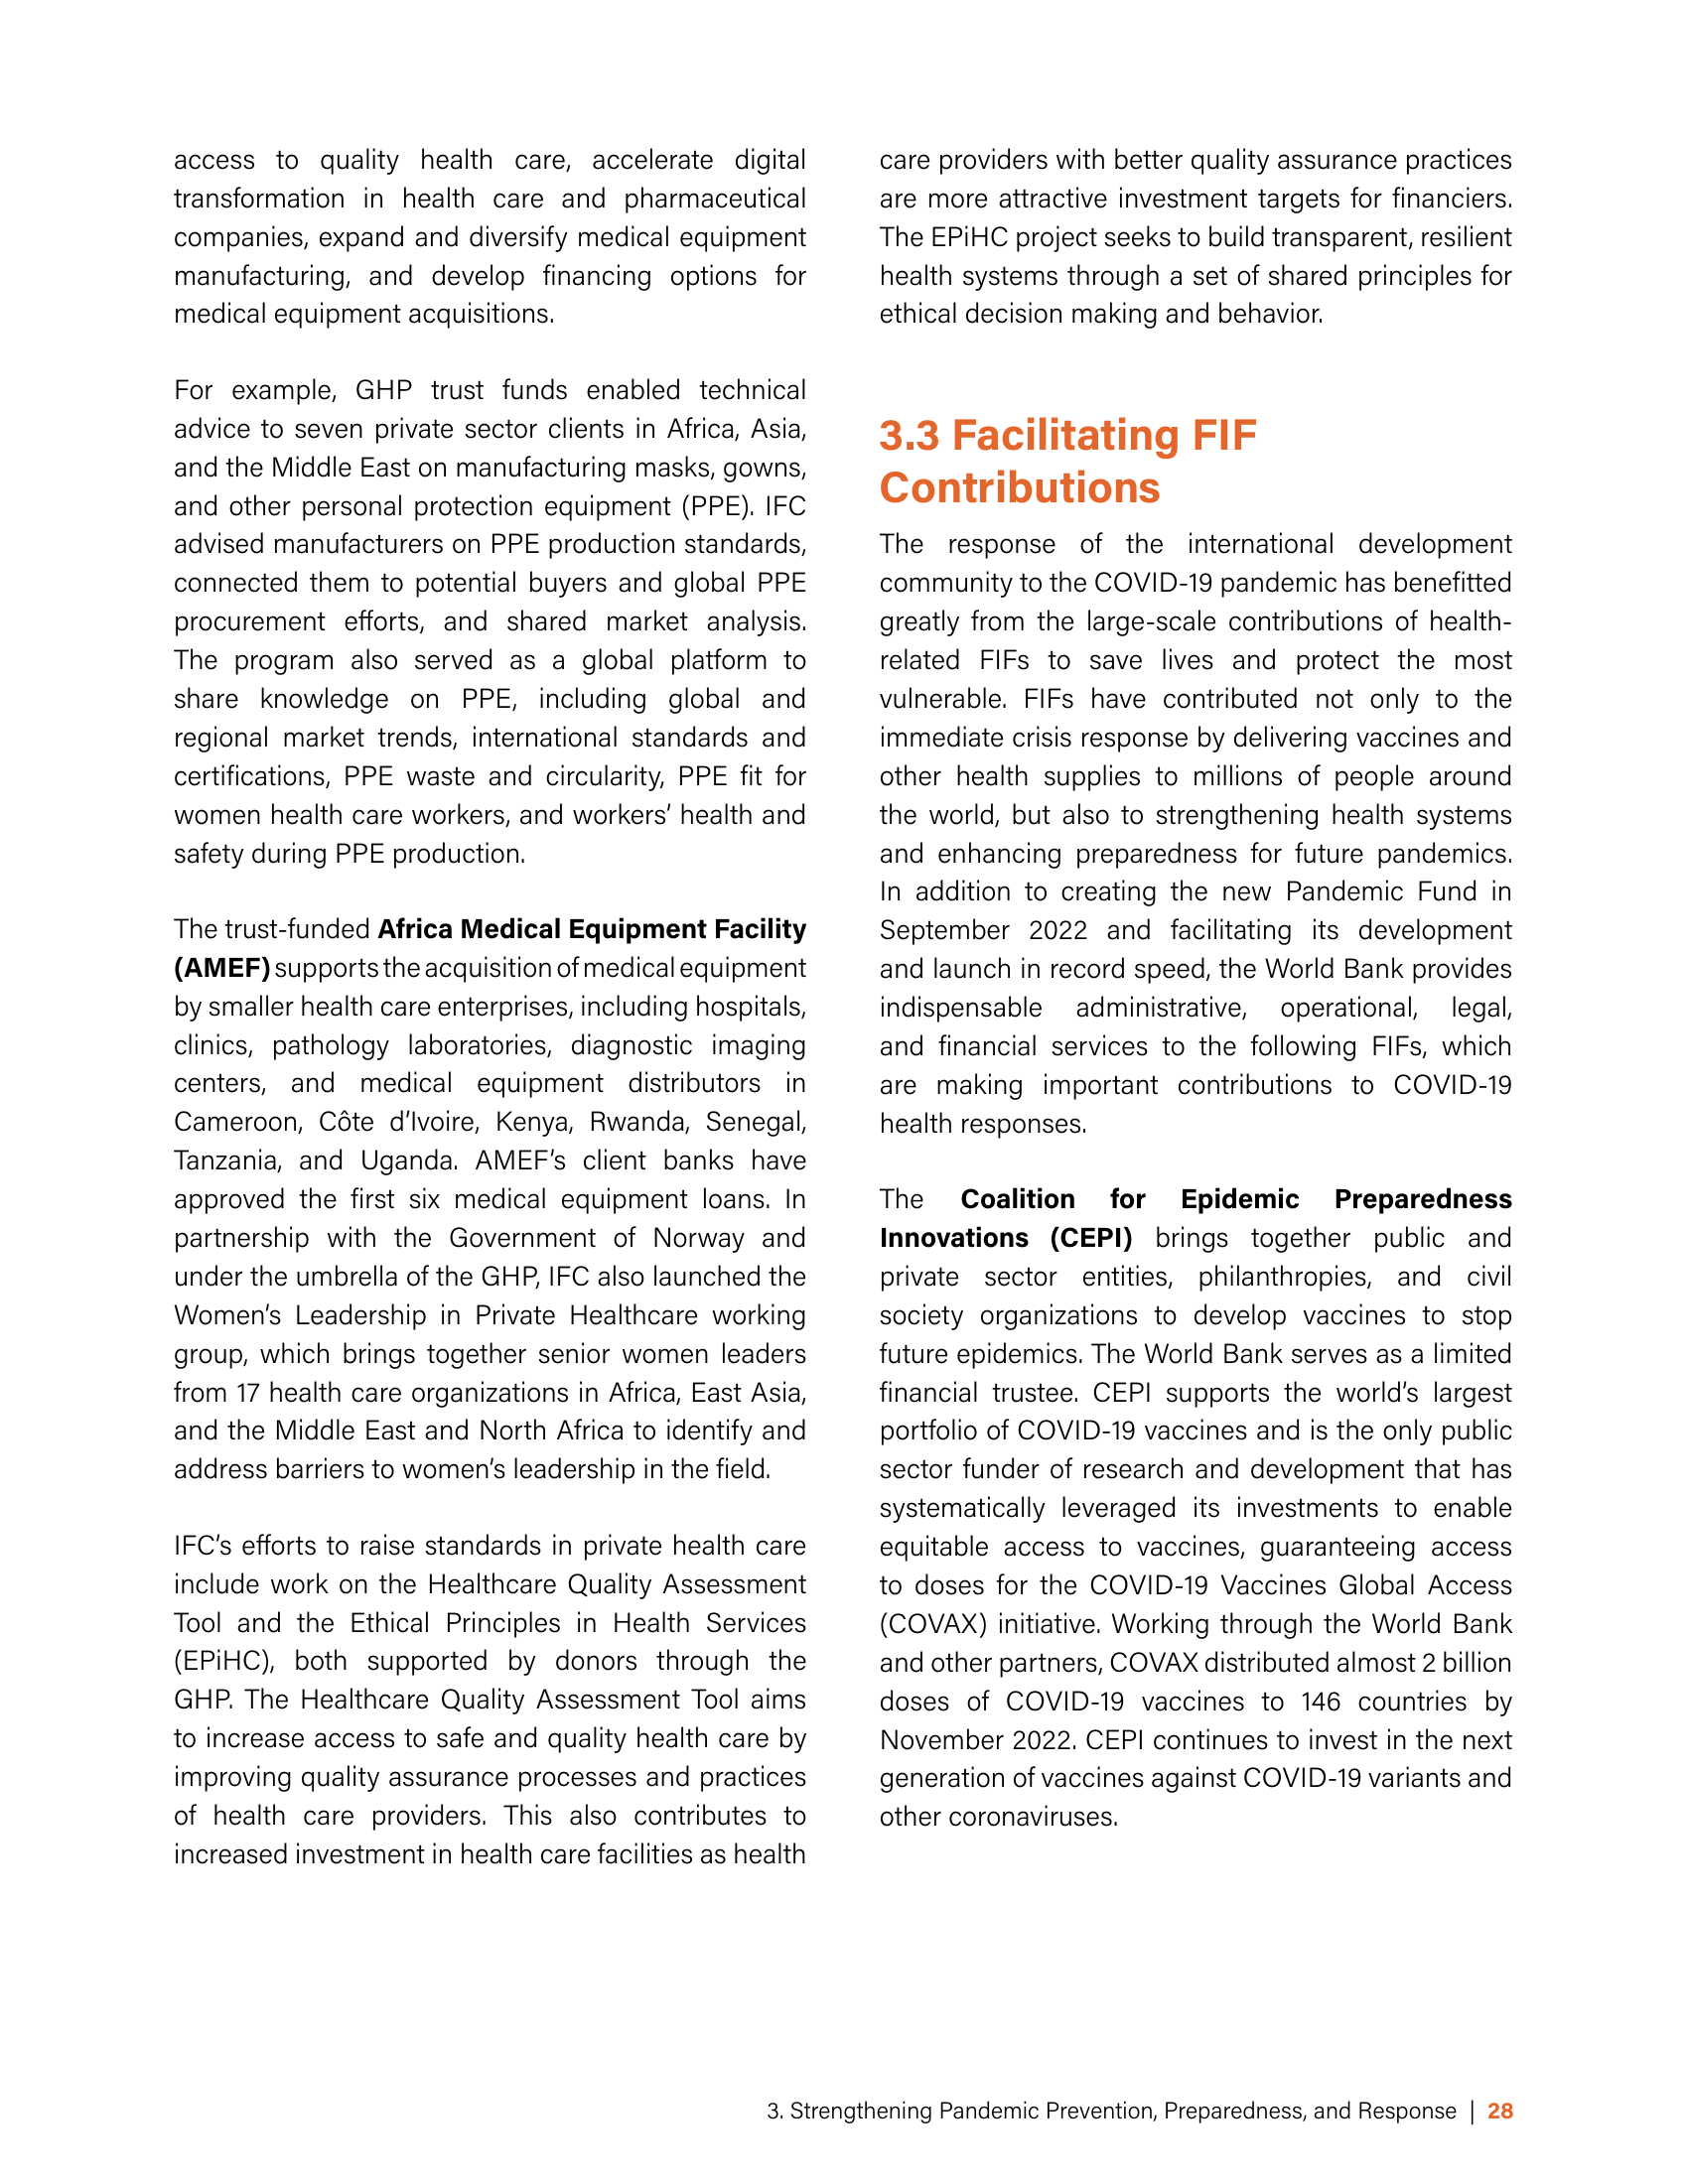 access to quality health care, accelerate digital
transformation in health care and pharmaceutical
companies, expand and diversify medical equipment
manufacturing, and develop financing options for
medical equipment acquisitions.
For example, GHP trust funds enabled technical
advice to seven private sector clients in Africa, Asia,
and the Middle East on manufacturing masks, gowns,
and other personal protection equipment (PPE). IFC
advised manufacturers on PPE production standards,
connected them to potential buyers and global PPE
procurement efforts, and shared market analysis.
The program also served as a global platform to
share knowledge on PPE, including global and
regional market trends, international standards and
certifications, PPE waste and circularity, PPE fit for
women health care workers, and workers’ health and
safety during PPE production.
The trust-funded Africa Medical Equipment Facility
(AMEF) supports the acquisition of medical equipment
by smaller health care enterprises, including hospitals,
clinics, pathology laboratories, diagnostic imaging
centers, and medical equipment distributors in
Cameroon, Côte d’Ivoire, Kenya, Rwanda, Senegal,
Tanzania, and Uganda. AMEF’s client banks have
approved the first six medical equipment loans. In
partnership with the Government of Norway and
under the umbrella of the GHP, IFC also launched the
Women’s Leadership in Private Healthcare working
group, which brings together senior women leaders
from 17 health care organizations in Africa, East Asia,
and the Middle East and North Africa to identify and
address barriers to women’s leadership in the field.
IFC’s efforts to raise standards in private health care
include work on the Healthcare Quality Assessment
Tool and the Ethical Principles in Health Services
(EPiHC), both supported by donors through the
GHP. The Healthcare Quality Assessment Tool aims
to increase access to safe and quality health care by
improving quality assurance processes and practices
of health care providers. This also contributes to
increased investment in health care facilities as health
care providers with better quality assurance practices
are more attractive investment targets for financiers.
The EPiHC project seeks to build transparent, resilient
health systems through a set of shared principles for
ethical decision making and behavior.
3.3 Facilitating FIF
Contributions
The response of the international development
community to the COVID-19 pandemic has benefitted
greatly from the large-scale contributions of health-
related FIFs to save lives and protect the most
vulnerable. FIFs have contributed not only to the
immediate crisis response by delivering vaccines and
other health supplies to millions of people around
the world, but also to strengthening health systems
and enhancing preparedness for future pandemics.
In addition to creating the new Pandemic Fund in
September 2022 and facilitating its development
and launch in record speed, the World Bank provides
indispensable administrative, operational, legal,
and financial services to the following FIFs, which
are making important contributions to COVID-19
health responses.
The Coalition for Epidemic Preparedness
Innovations (CEPI) brings together public and
private sector entities, philanthropies, and civil
society organizations to develop vaccines to stop
future epidemics. The World Bank serves as a limited
financial trustee. CEPI supports the world’s largest
portfolio of COVID-19 vaccines and is the only public
sector funder of research and development that has
systematically leveraged its investments to enable
equitable access to vaccines, guaranteeing access
to doses for the COVID-19 Vaccines Global Access
(COVAX) initiative. Working through the World Bank
and other partners, COVAX distributed almost 2 billion
doses of COVID-19 vaccines to 146 countries by
November 2022. CEPI continues to invest in the next
generation of vaccines against COVID-19 variants and
other coronaviruses.
3. Strengthening Pandemic Prevention, Preparedness, and Response | 28